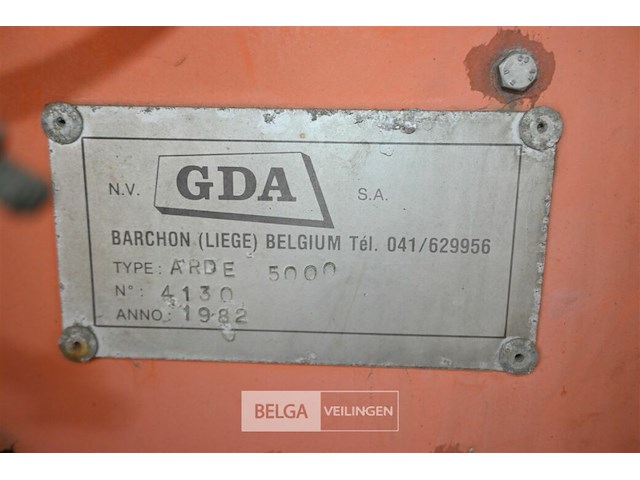 N.V. GDA S.A.
BARCHON (LIEGE) BELGIUM Tél. 041/629956
TYPE: ARDE 5000
N°: 4130
ANNO: 1982
BELGA VEILINGEN